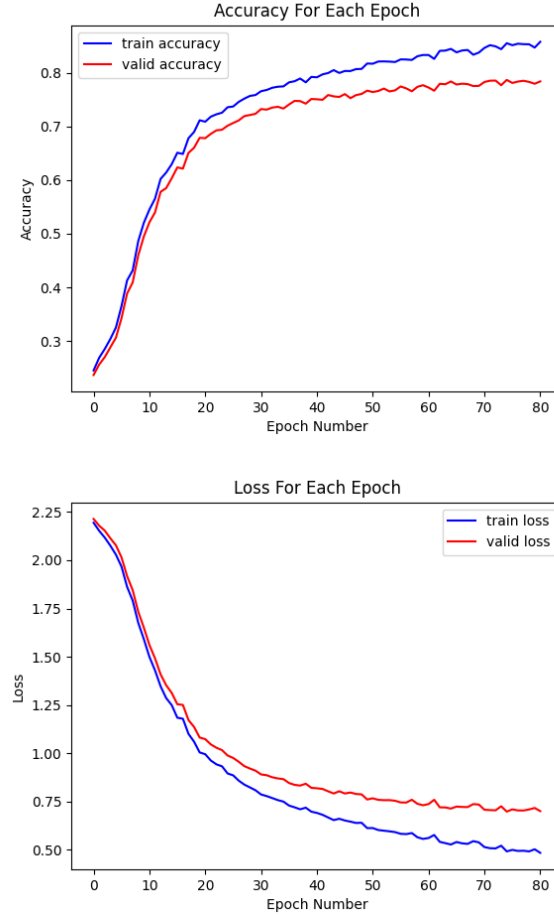 Accuracy For Each Epoch
train accuracy
valid accuracy
Accuracy
0.8
0.7
0.6
0.5
0.4
0.3
0 10 20 30 40 50 60 70 80
Epoch Number
Loss For Each Epoch
train loss
valid loss
Loss
2.25
2.00
1.75
1.50
1.25
1.00
0.75
0.50
0 10 20 30 40 50 60 70 80
Epoch Number